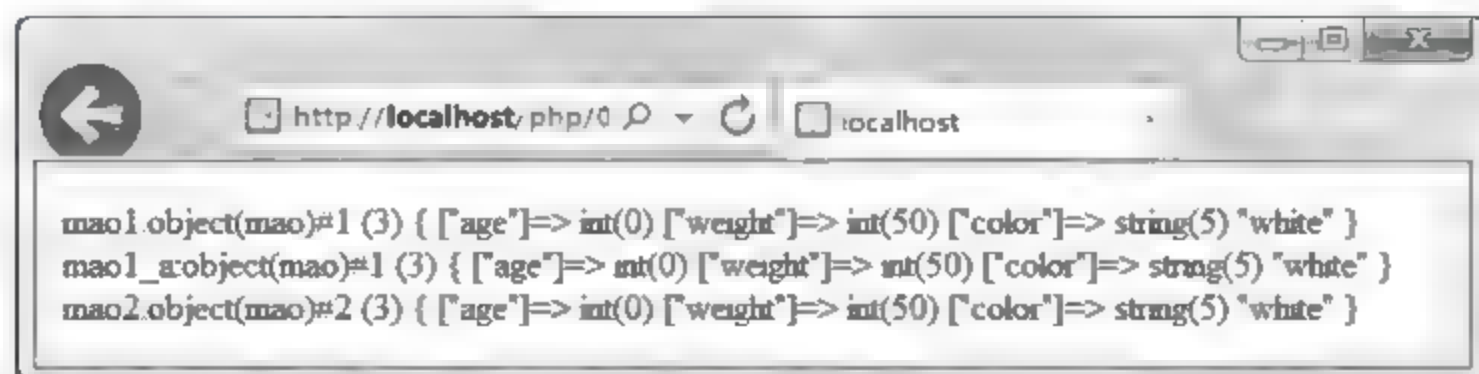 http://localhost/php/0
localhost
mao1:object(mao)#1 (3) { ["age"]=> int(0) ["weight"]=> int(50) ["color"]=> string(5) "white" }
mao1_a:object(mao)#1 (3) { ["age"]=> int(0) ["weight"]=> int(50) ["color"]=> string(5) "white" }
mao2:object(mao)#2 (3) { ["age"]=> int(0) ["weight"]=> int(50) ["color"]=> string(5) "white" }